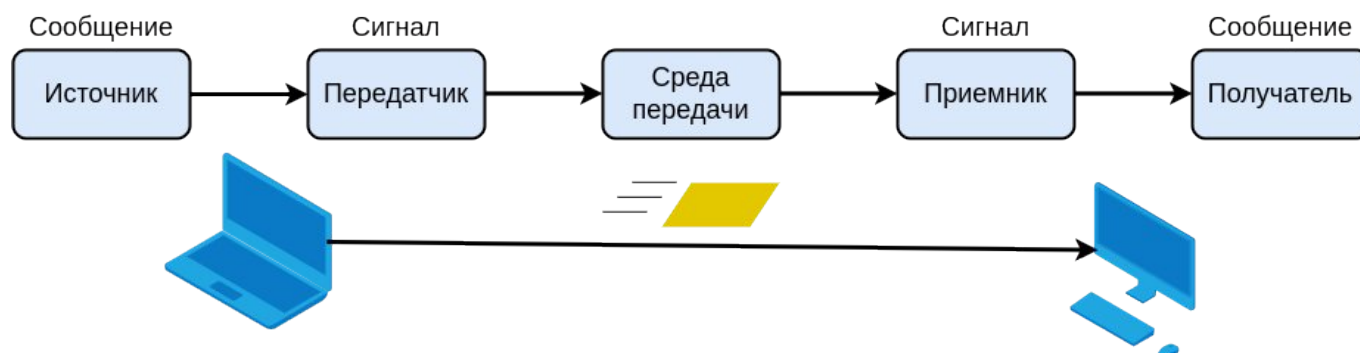 Сообщение
Сигнал
Сигнал
Сообщение
Источник
Передатчик
Среда
передачи
Приемник
Получатель